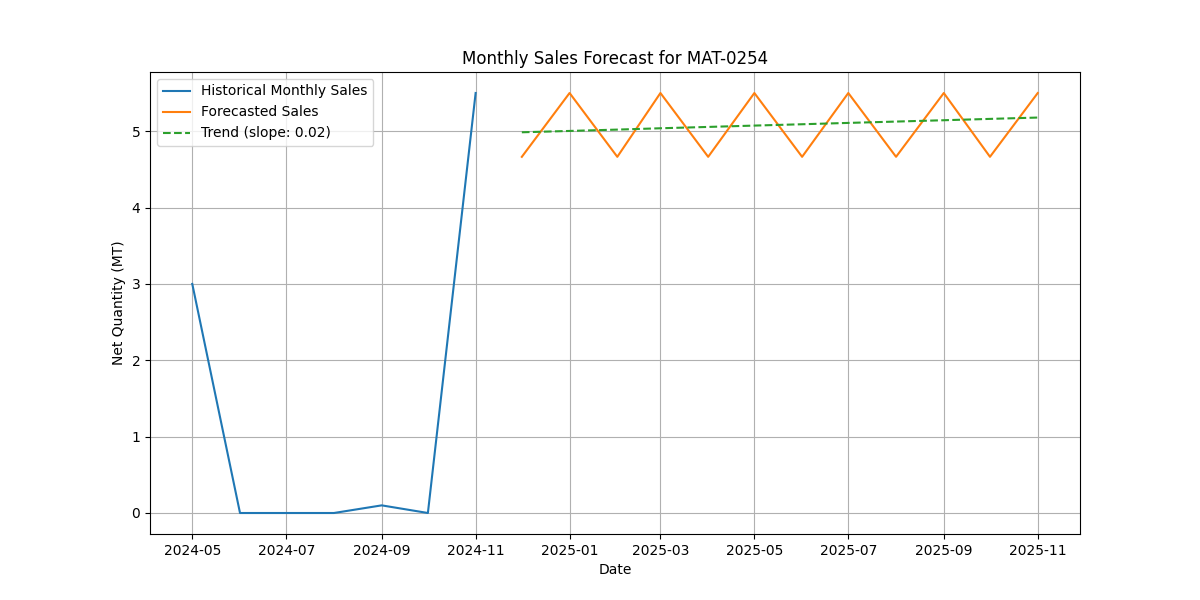 Monthly Sales Forecast for MAT-0254
Historical Monthly Sales
Forecasted Sales
Trend (slope: 0.02)
Net Quantity (MT)
5
4
3
2
1
0
2024-05 2024-07 2024-09 2024-11 2025-01 2025-03 2025-05 2025-07 2025-09 2025-11
Date